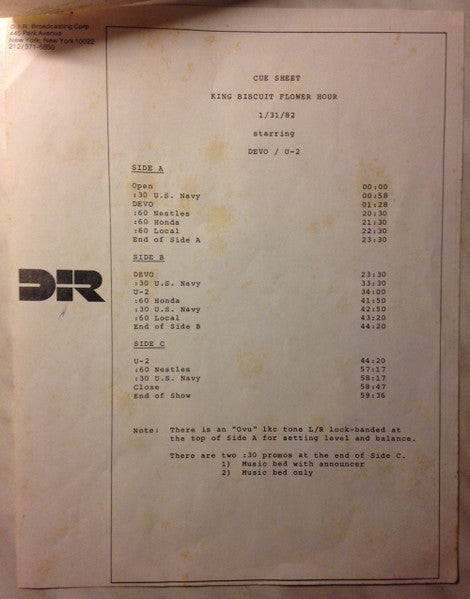 D.I.R. Broadcasting Corp.
445 Park Avenue
New York, New York 10022
212/371-6850
CUE SHEET
KING BISCUIT FLOWER HOUR
1/31/82
starring
DEVO / U-2
SIDE A
Open 00:00
:30 U.S. Navy 00:58
DEVO 01:28
:60 Nestles 20:30
:60 Honda 21:30
:60 Local 22:30
End of Side A 23:30
SIDE B
DEVO 23:30
:30 U.S. Navy 33:30
U-2 34:00
:60 Honda 41:50
:30 U.S. Navy 42:50
:60 Local 43:20
End of Side B 44:20
DIR
SIDE C
U-2 44:20
:60 Nestles 57:17
:30 U.S. Navy 58:17
Close 58:47
End of Show 59:36
Note: There is an "Ovu" 1kc tone L/R lock-banded at
the top of Side A for setting level and balance.
There are two :30 promos at the end of Side C.
1) Music bed with announcer
2) Music bed only